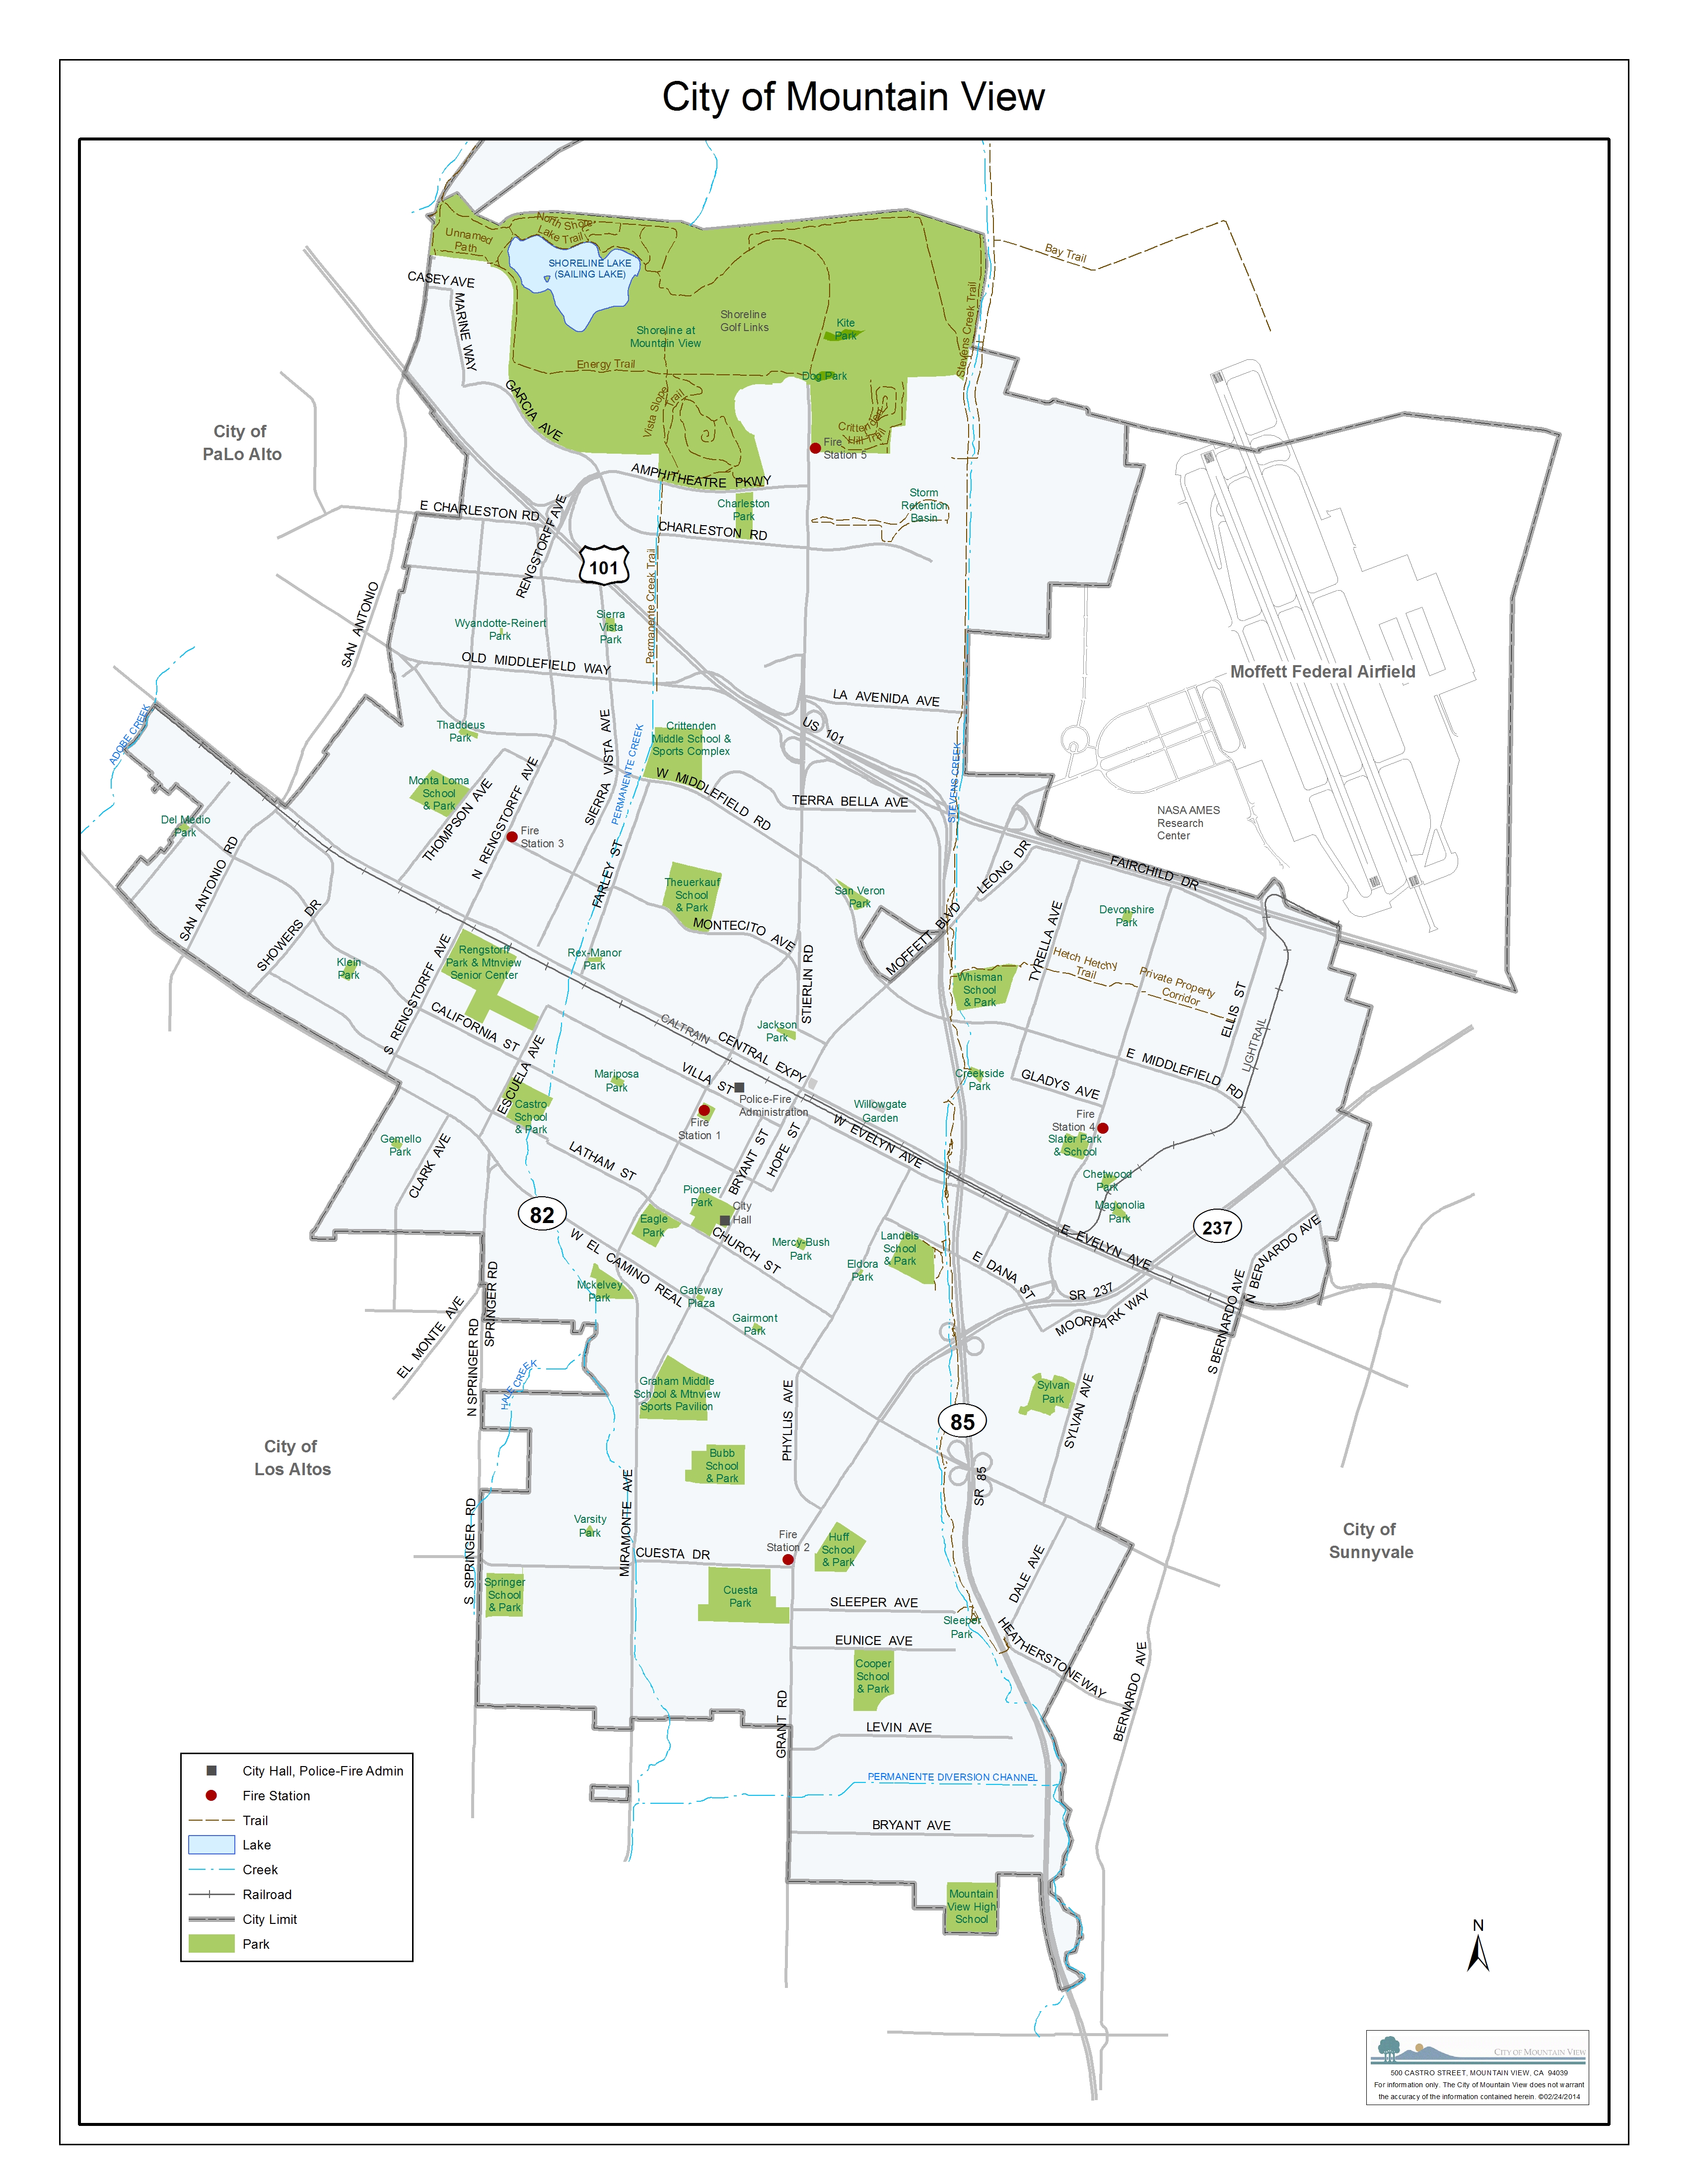 City of Mountain View
North Shore
Lake Trail
Unnamed
Path
SHORELINE LAKE
(SAILING LAKE)
Bay Trail
CASEY AVE
MARINE WAY
Shoreline
Golf Links
Kite
Park
Shoreline at
Mountain View
Stevens Creek Trail
Energy Trail
Dog Park
GARCIA AVE
Vista Slope
Trail
Crittenden
Hill Trail
City of
PaLo Alto
Fire
Station 5
AMPHITHEATRE PKWY
E CHARLESTON RD
RENGSTORFF AVE
Charleston
Park
Storm
Retention
Basin
CHARLESTON RD
101
Permanente Creek Trail
SAN ANTONIO
Wyandotte-Reinert
Park
Sierra
Vista
Park
OLD MIDDLEFIELD WAY
Moffett Federal Airfield
LA AVENIDA AVE
ADOBE CREEK
Thaddeus
Park
SIERRA VISTA AVE
PERMANENTE CREEK
Crittenden
Middle School &
Sports Complex
US 101
STEVENS CREEK
Monta Loma
School
& Park
THOMPSON AVE
N RENGSTORFF AVE
W MIDDLEFIELD RD
TERRA BELLA AVE
NASA AMES
Research
Center
Del Medio
Park
Fire
Station 3
SAN ANTONIO RD
FARLEY ST
LEONG DR
FAIRCHILD DR
Theuerkauf
School
& Park
San Veron
Park
SHOWERS DR
MONTECITO AVE
MOFFETT BLVD
TYRELLA AVE
Devonshire
Park
Rengstorff
Park & Mtnview
Senior Center
Rex-Manor
Park
Klein
Park
S RENGSTORFF AVE
STIERLIN RD
Whisman
School
& Park
Hetch Hetchy
Trail
Private Property
Corridor
ELLIS ST
LIGHTRAIL
CALIFORNIA ST
CALTRAIN
CENTRAL EXPY
Jackson
Park
ESCUELA AVE
Mariposa
Park
VILLA ST
Police-Fire
Administration
Creekside
Park
GLADYS AVE
E MIDDLEFIELD RD
Castro
School
& Park
Fire
Station 1
Willowgate
Garden
W EVELYN AVE
Fire
Station 4
Slater Park
& School
Gemello
Park
CLARK AVE
LATHAM ST
BRYANT ST
HOPE ST
Chetwood
Park
Magnolia
Park
82
Pioneer
Park
City
Hall
Eagle
Park
CHURCH ST
Mercy-Bush
Park
Eldora
Park
Landels
School
& Park
237
E EVELYN AVE
E DANA ST
SR 237
MOORPARK WAY
N BERNARDO AVE
S BERNARDO AVE
W EL CAMINO REAL
Mckelvey
Park
Gateway
Plaza
Gairmont
Park
EL MONTE AVE
SPRINGER RD
N SPRINGER RD
HALE CREEK
Graham Middle
School & Mtnview
Sports Pavilion
PHYLLIS AVE
85
Sylvan
Park
SYLVAN AVE
City of
Los Altos
Bubb
School
& Park
SR 85
MIRAMONTE AVE
S SPRINGER RD
Varsity
Park
Fire
Station 2
Huff
School
& Park
City of
Sunnyvale
CUESTA DR
DALE AVE
Springer
School
& Park
Cuesta
Park
SLEEPER AVE
Sleeper
Park
HEATHERSTONE WAY
EUNICE AVE
Cooper
School
& Park
BERNARDO AVE
GRANT RD
LEVIN AVE
PERMANENTE DIVERSION CHANNEL
BRYANT AVE
Mountain
View High
School
City Hall, Police-Fire Admin
Fire Station
Trail
Lake
Creek
Railroad
City Limit
Park
N
CITY OF MOUNTAIN VIEW
500 CASTRO STREET, MOUNTAIN VIEW, CA 94039
For information only. The City of Mountain View does not warrant
the accuracy of the information contained herein. ©02/24/2014